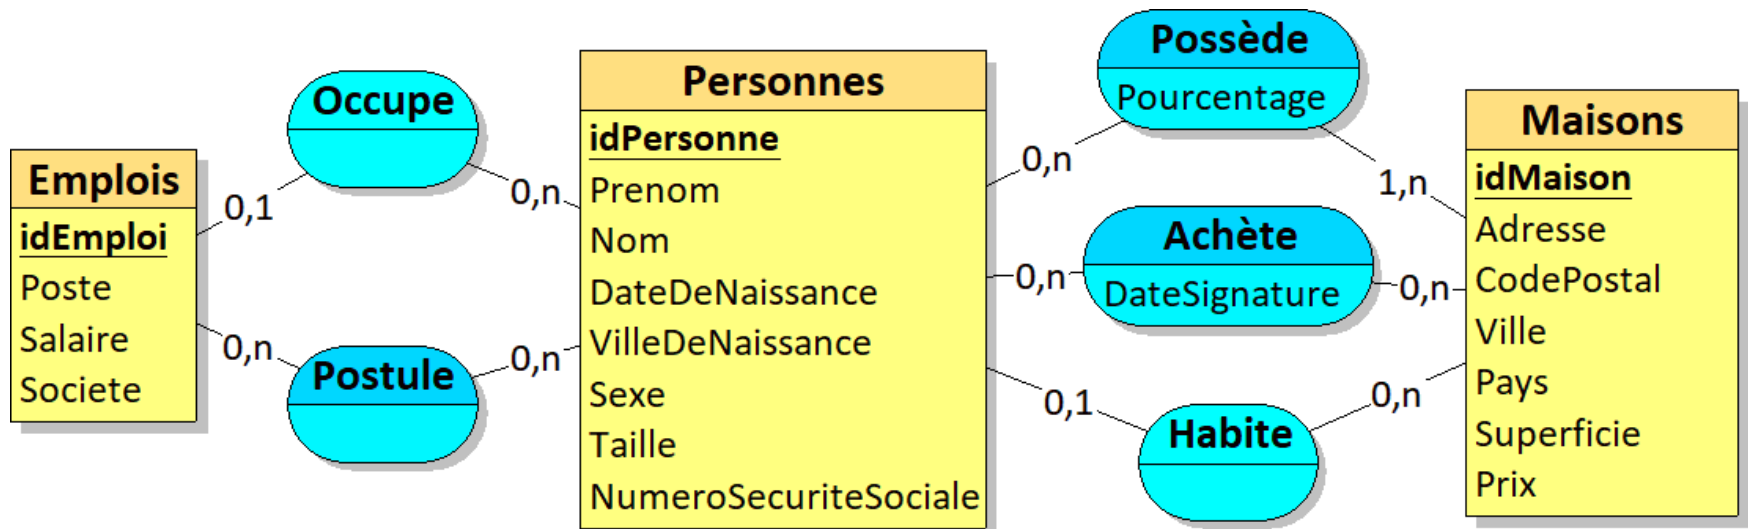 Emplois
idEmploi
Poste
Salaire
Societe
0,1
Occupe
0,n
0,n
Postule
0,n
Personnes
idPersonne
Prenom
Nom
DateDeNaissance
VilleDeNaissance
Sexe
Taille
NumeroSecuriteSociale
0,n
Possède
Pourcentage
1,n
0,n
Achète
DateSignature
0,n
0,1
Habite
0,n
Maisons
idMaison
Adresse
CodePostal
Ville
Pays
Superficie
Prix